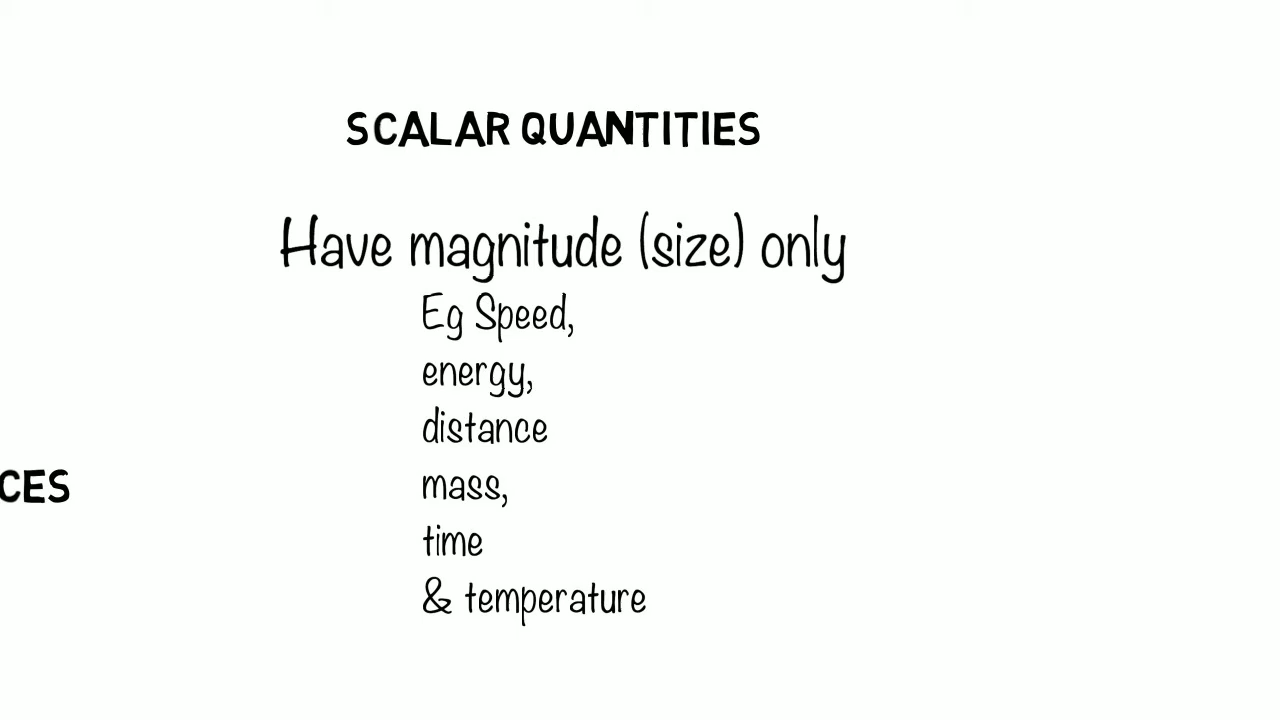 SCALAR QUANTITIES
Have magnitude (size) only
Eg Speed,
energy,
distance
CES
mass,
time
& temperature